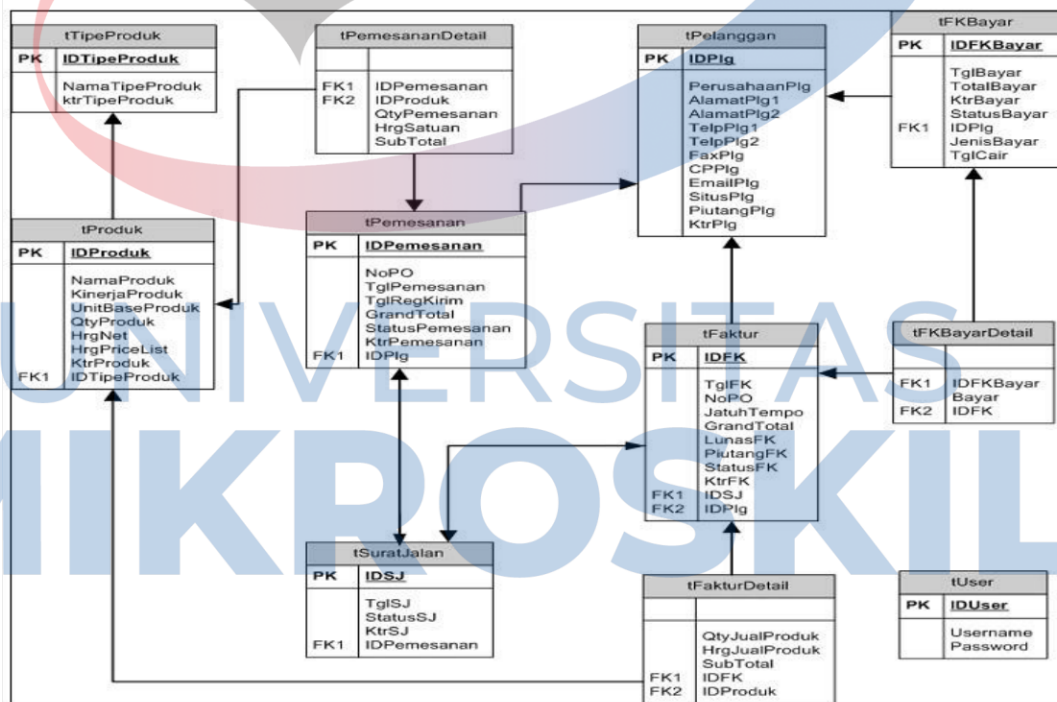 tTipeProduk
PK IDTipeProduk
NamaTipeProduk
ktrTipeProduk
tPemesananDetail
FK1 IDPemesanan
FK2 IDProduk
QtyPemesanan
HrgSatuan
SubTotal
tPelanggan
PK IDPlg
PerusahaanPlg
AlamatPlg1
AlamatPlg2
TelpPlg1
TelpPlg2
FaxPlg
CPPlg
EmailPlg
SitusPlg
PiutangPlg
KtrPlg
tFKBayar
PK IDFKBayar
TglBayar
TotalBayar
KtrBayar
StatusBayar
FK1 IDPlg
JenisBayar
TglCair
tProduk
PK IDProduk
NamaProduk
KinerjaProduk
UnitBaseProduk
QtyProduk
HrgNet
HrgPriceList
KtrProduk
FK1 IDTipeProduk
tPemesanan
PK IDPemesanan
NoPO
TglPemesanan
TglReqKirim
GrandTotal
StatusPemesanan
KtrPemesanan
FK1 IDPlg
tFaktur
PK IDFK
TglFK
NoPO
JatuhTempo
GrandTotal
LunasFK
PiutangFK
StatusFK
KtrFK
FK1 IDSJ
FK2 IDPlg
tFKBayarDetail
FK1 IDFKBayar
Bayar
FK2 IDFK
tSuratJalan
PK IDSJ
TglSJ
StatusSJ
KtrSJ
FK1 IDPemesanan
tFakturDetail
QtyJualProduk
HrgJualProduk
SubTotal
FK1 IDFK
FK2 IDProduk
tUser
PK IDUser
Username
Password
UNIVERSITAS
MIKROSKIL